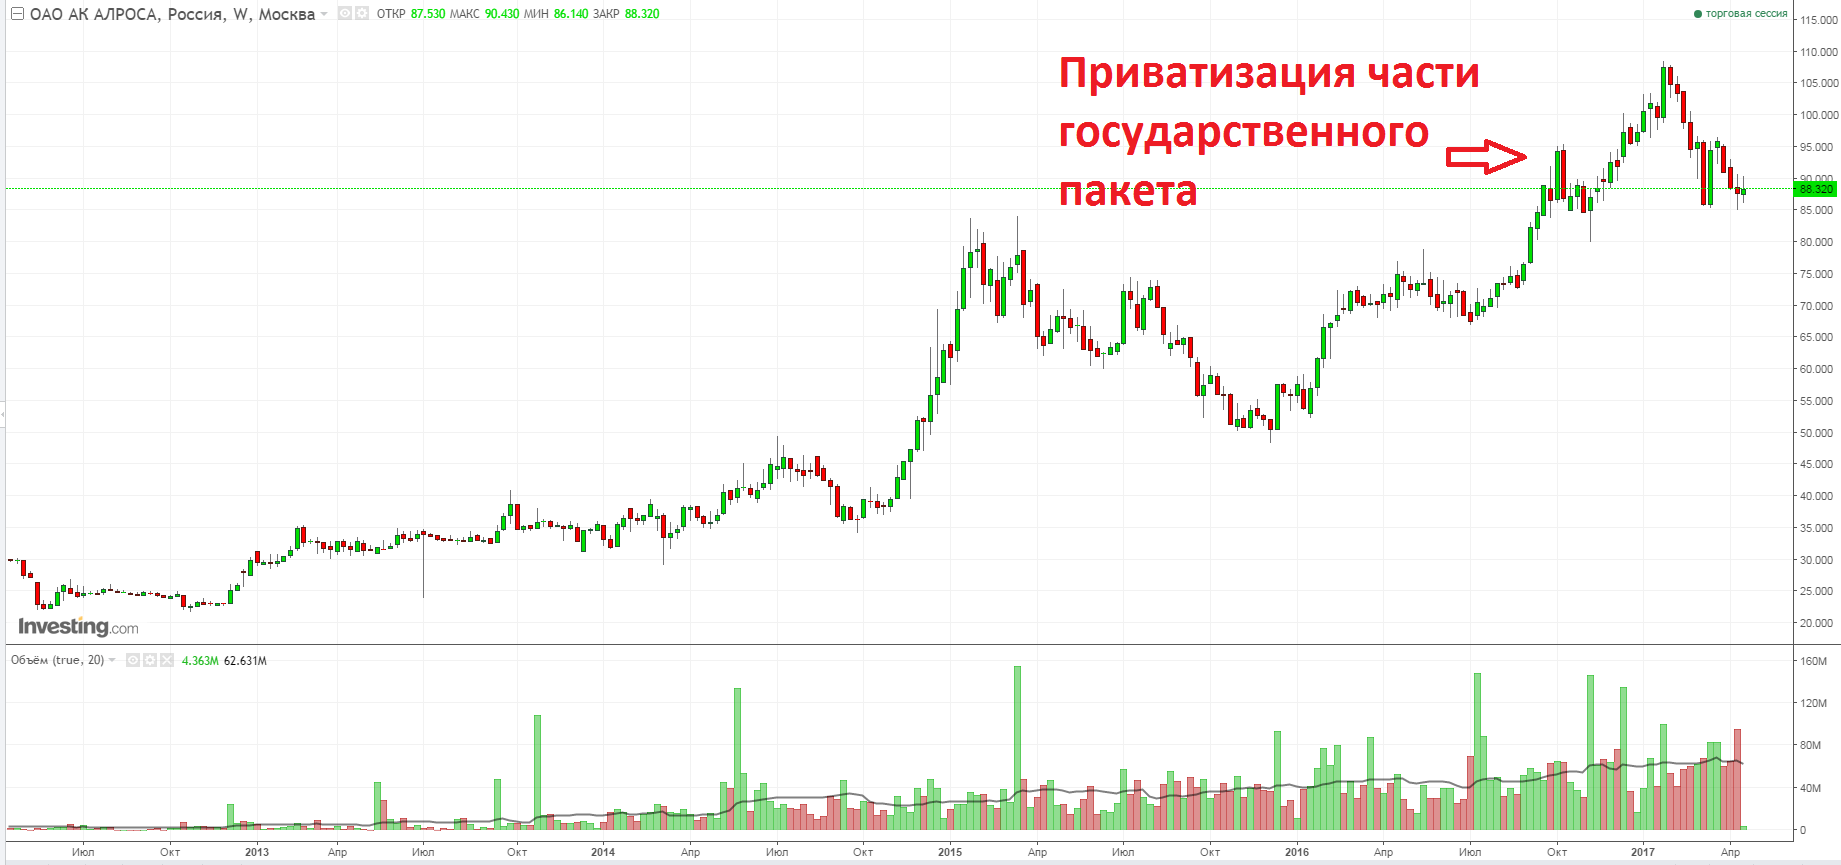 ОАО АК АЛРОСА, Россия, W, Москва ОТКР 87.530 МАКС 90.430 МИН 86.140 ЗАКР 88.320
торговая сессия
Приватизация части
государственного
пакета
115.000
110.000
105.000
100.000
95.000
90.000
88.320
85.000
80.000
75.000
70.000
65.000
60.000
55.000
50.000
45.000
40.000
35.000
30.000
25.000
20.000
Investing.com
Объём (true, 20) 4.363M 62.631M
160M
120M
80M
40M
0
Июл Окт 2013 Апр Июл Окт 2014 Апр Июл Окт 2015 Апр Июл Окт 2016 Апр Июл Окт 2017 Апр